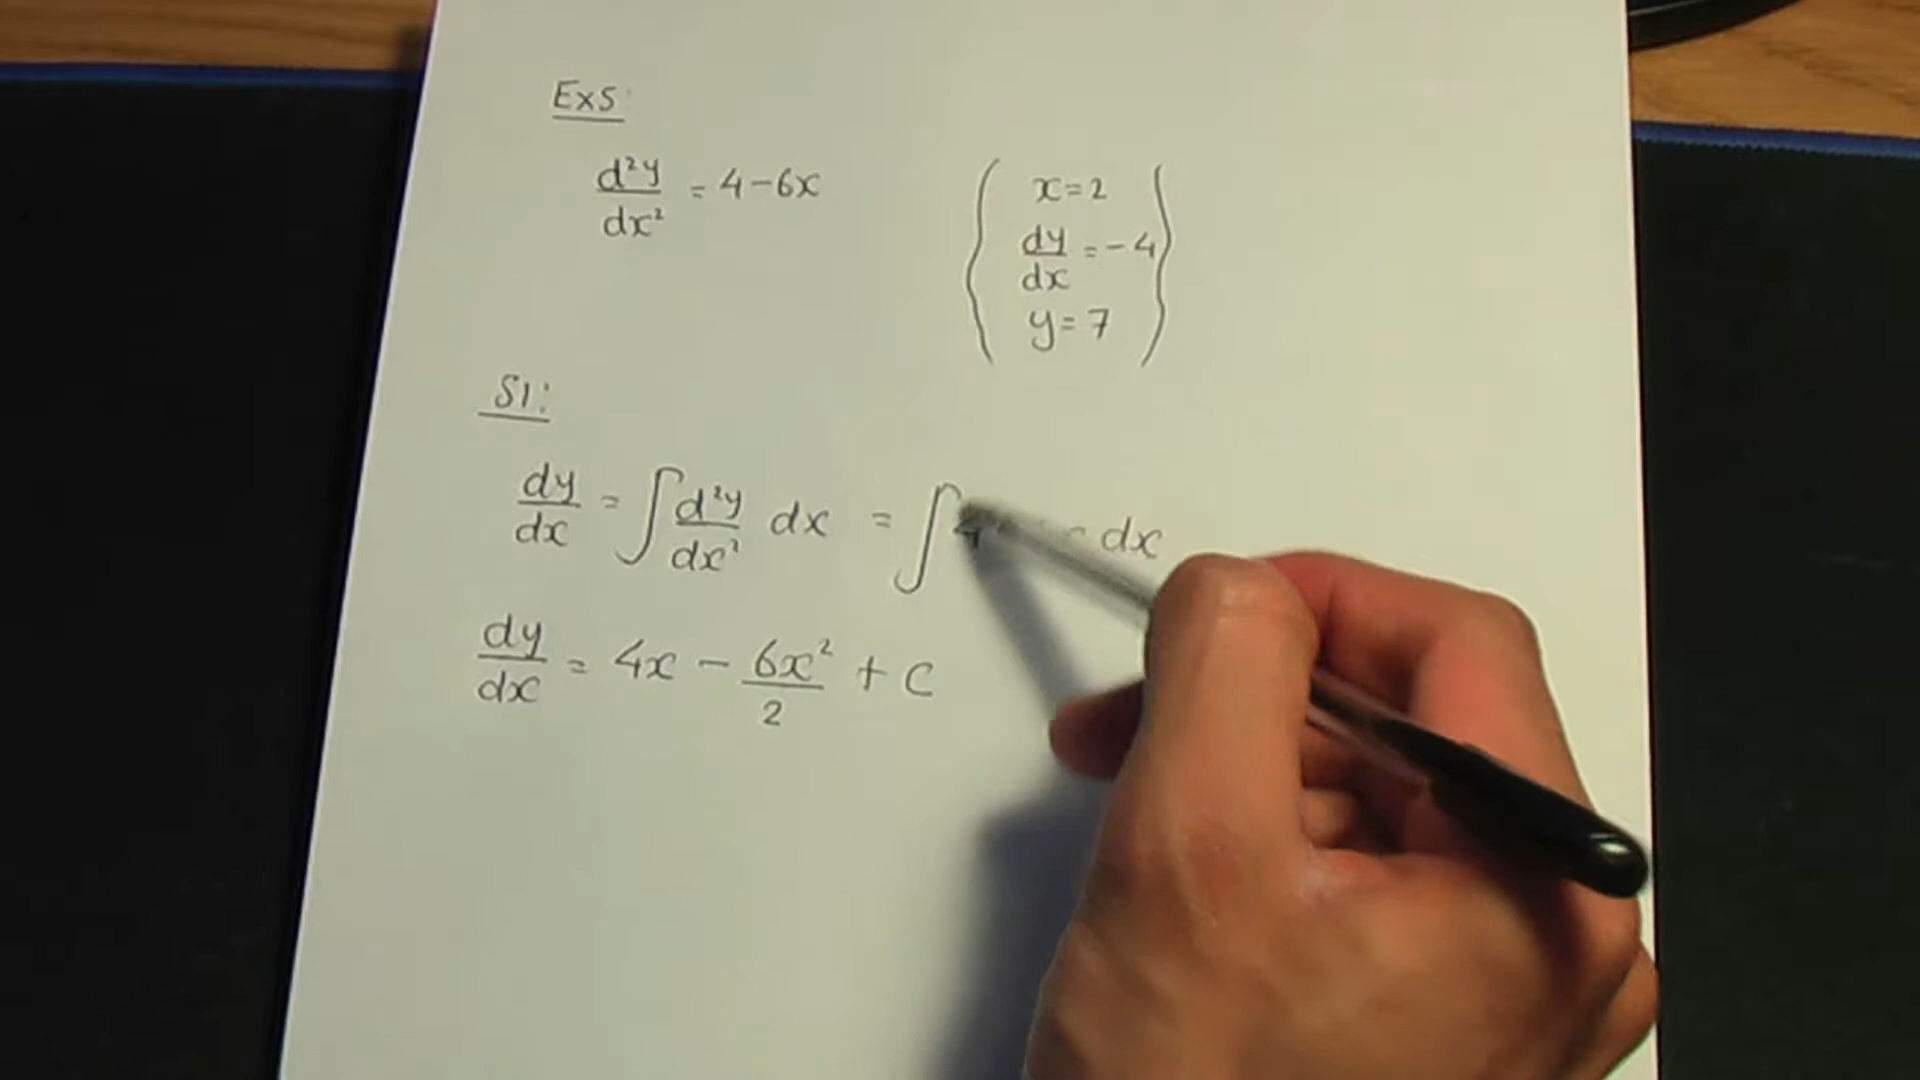 Ex5:
d²y/dx² = 4-6x
x=2
dy/dx = -4
y=7
S1:
dy/dx = ∫ d²y/dx² dx = ∫ 4 dx
dy/dx = 4x - 6x²/2 + c